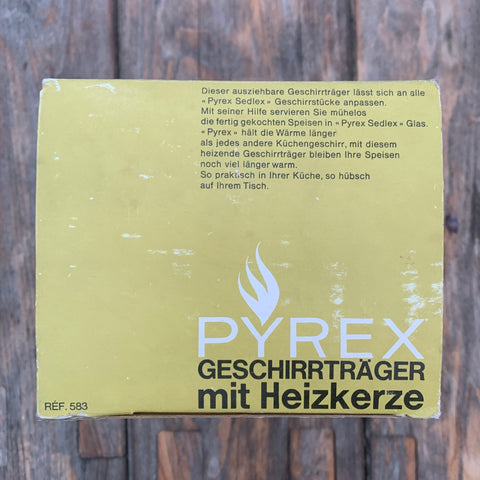 Dieser ausziehbare Geschirrträger lässt sich an alle
«Pyrex Sedlex» Geschirrstücke anpassen.
Mit seiner Hilfe servieren Sie mühelos
die fertig gekochten Speisen in «Pyrex Sedlex» Glas.
«Pyrex» hält die Wärme länger
als jedes andere Küchengeschirr, mit diesem
heizende Geschirrträger bleiben Ihre Speisen
noch viel länger warm.
So praktisch in Ihrer Küche, so hübsch
auf Ihrem Tisch.
PYREX
GESCHIRRTRÄGER
mit Heizkerze
RÉF. 583